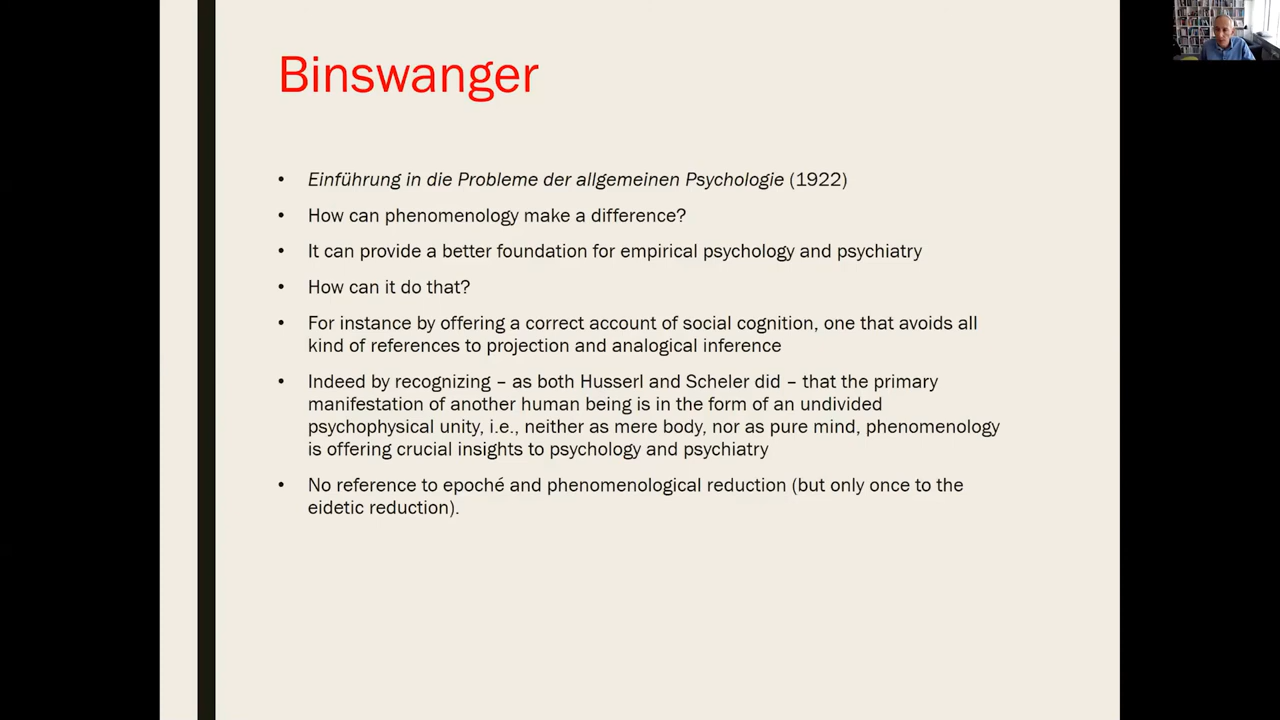 Binswanger
• Einführung in die Probleme der allgemeinen Psychologie (1922)
• How can phenomenology make a difference?
• It can provide a better foundation for empirical psychology and psychiatry
• How can it do that?
• For instance by offering a correct account of social cognition, one that avoids all
kind of references to projection and analogical inference
• Indeed by recognizing – as both Husserl and Scheler did – that the primary
manifestation of another human being is in the form of an undivided
psychophysical unity, i.e., neither as mere body, nor as pure mind, phenomenology
is offering crucial insights to psychology and psychiatry
• No reference to epoché and phenomenological reduction (but only once to the
eidetic reduction).